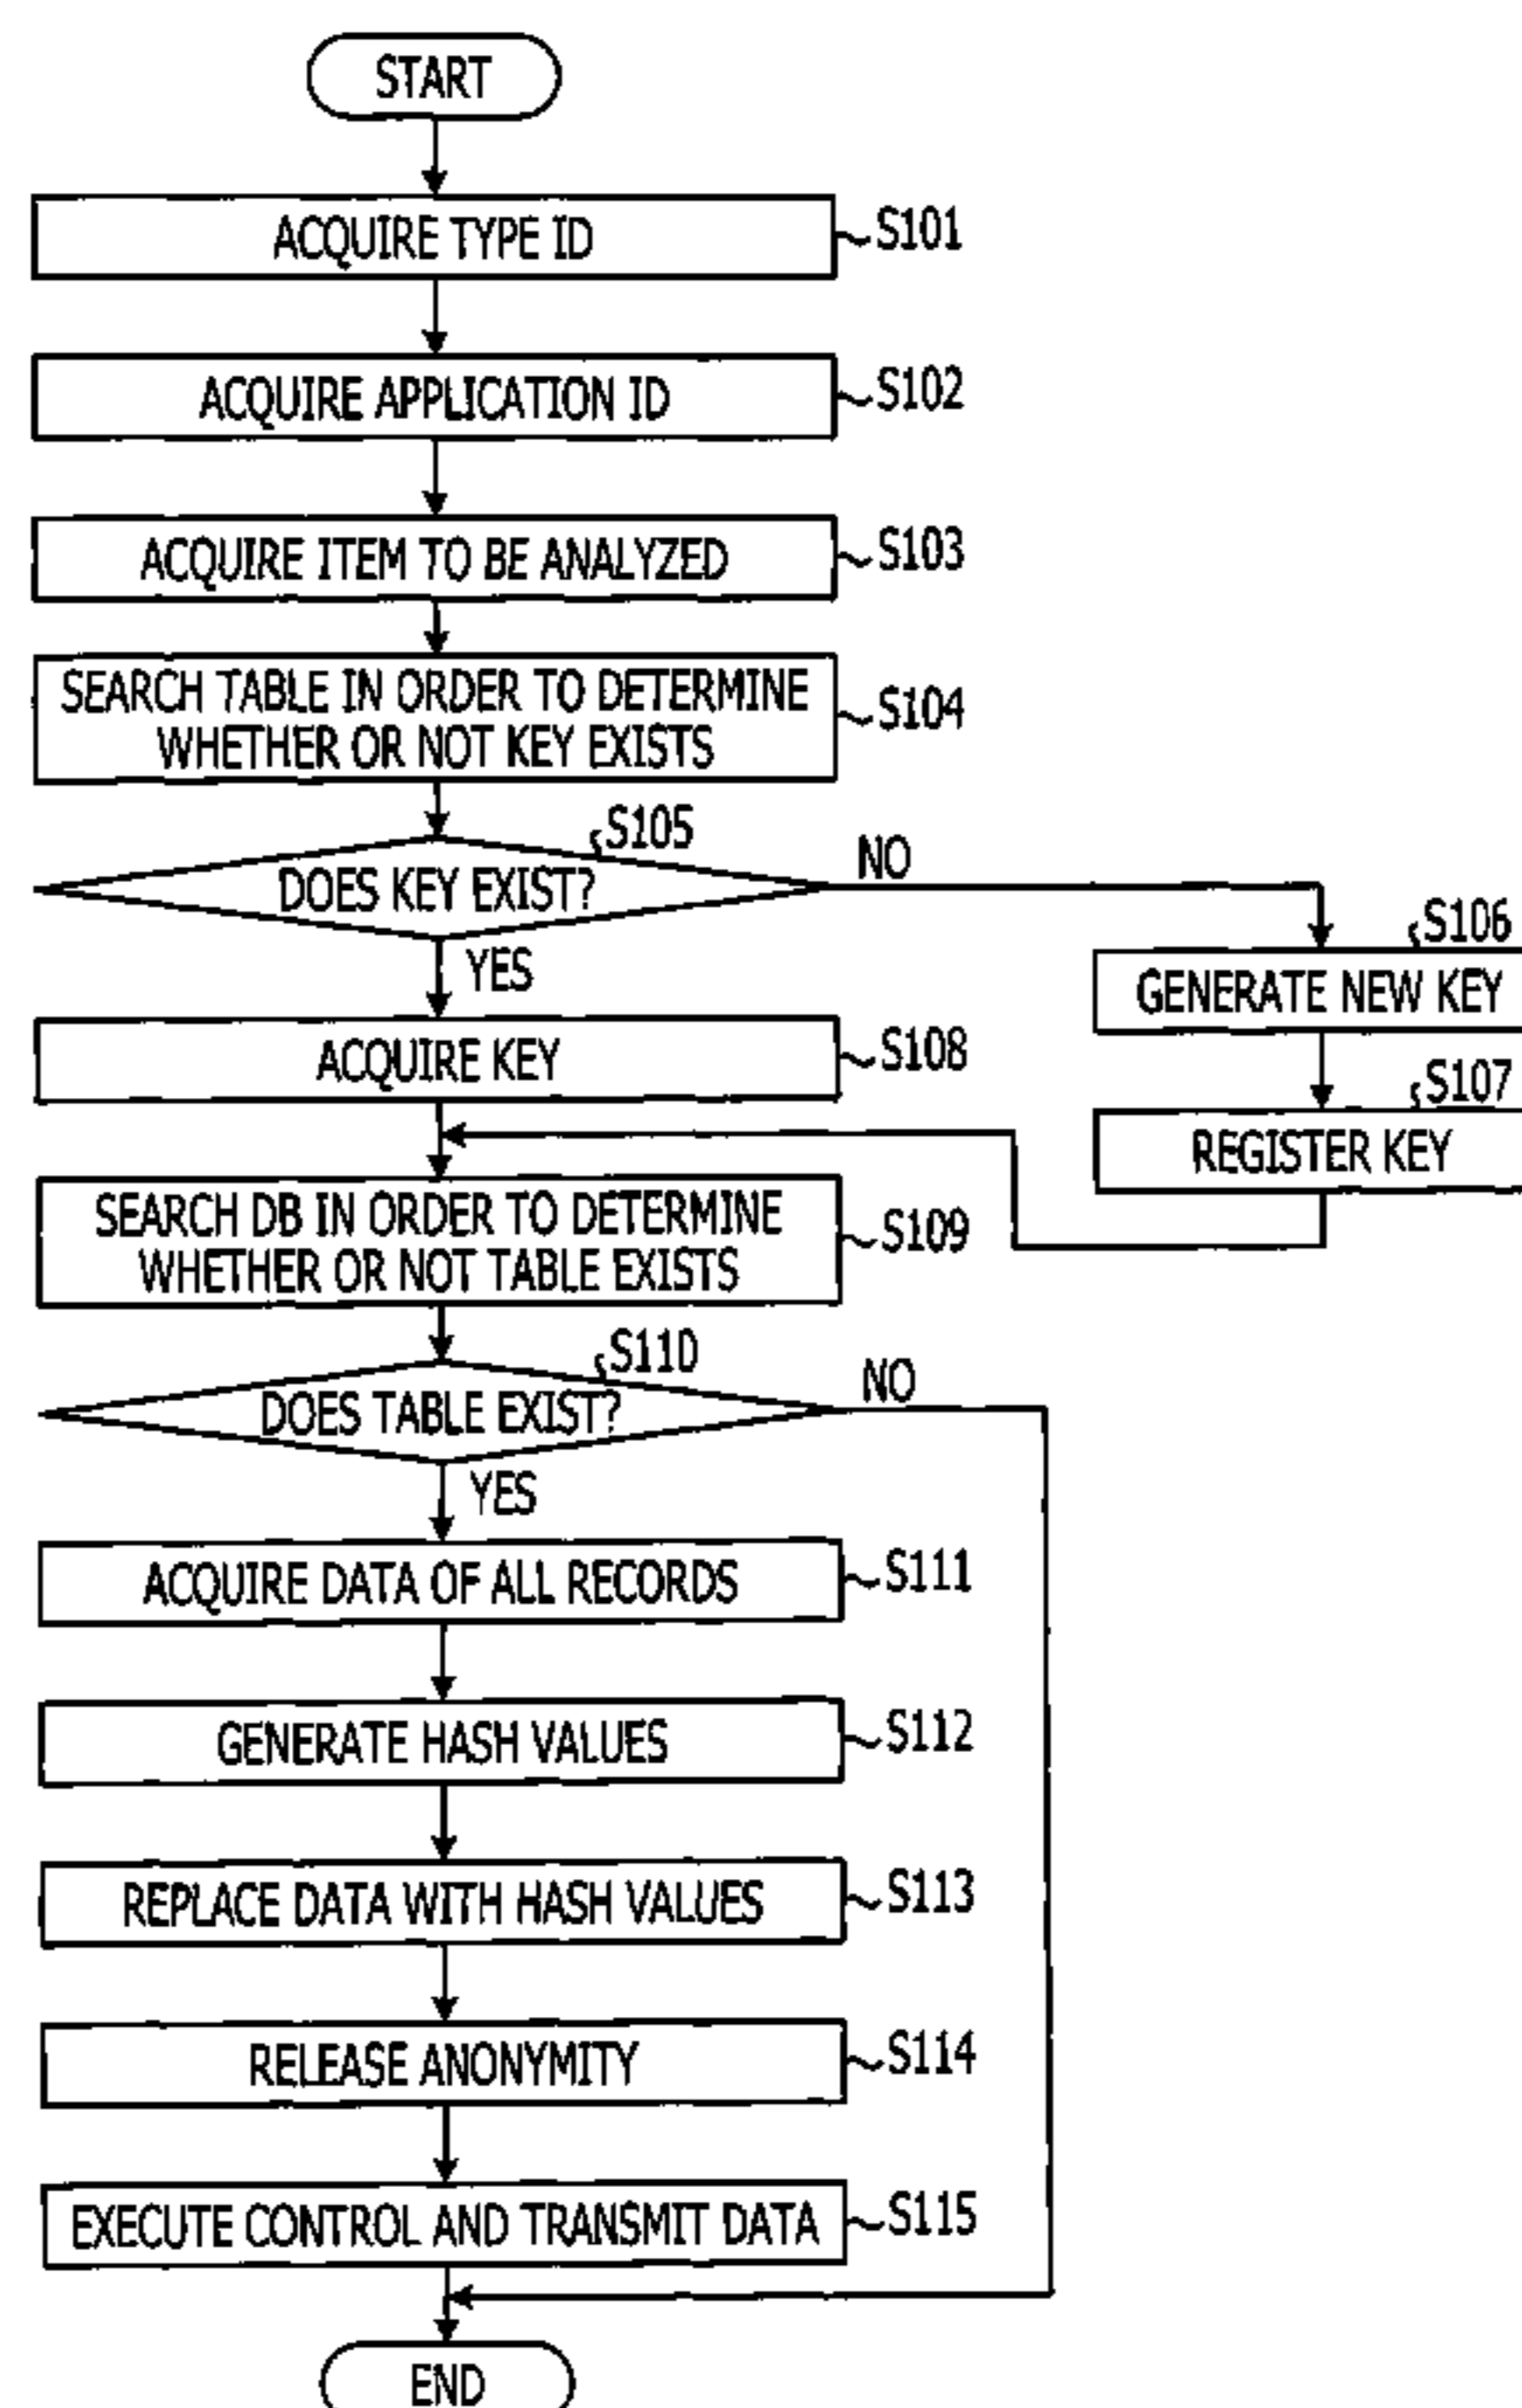 START
ACQUIRE TYPE ID
S101
ACQUIRE APPLICATION ID
S102
ACQUIRE ITEM TO BE ANALYZED
S103
SEARCH TABLE IN ORDER TO DETERMINE
WHETHER OR NOT KEY EXISTS
S104
S105
DOES KEY EXIST?
NO
YES
S106
GENERATE NEW KEY
ACQUIRE KEY
S108
S107
REGISTER KEY
SEARCH DB IN ORDER TO DETERMINE
WHETHER OR NOT TABLE EXISTS
S109
S110
DOES TABLE EXIST?
NO
YES
ACQUIRE DATA OF ALL RECORDS
S111
GENERATE HASH VALUES
S112
REPLACE DATA WITH HASH VALUES
S113
RELEASE ANONYMITY
S114
EXECUTE CONTROL AND TRANSMIT DATA
S115
END